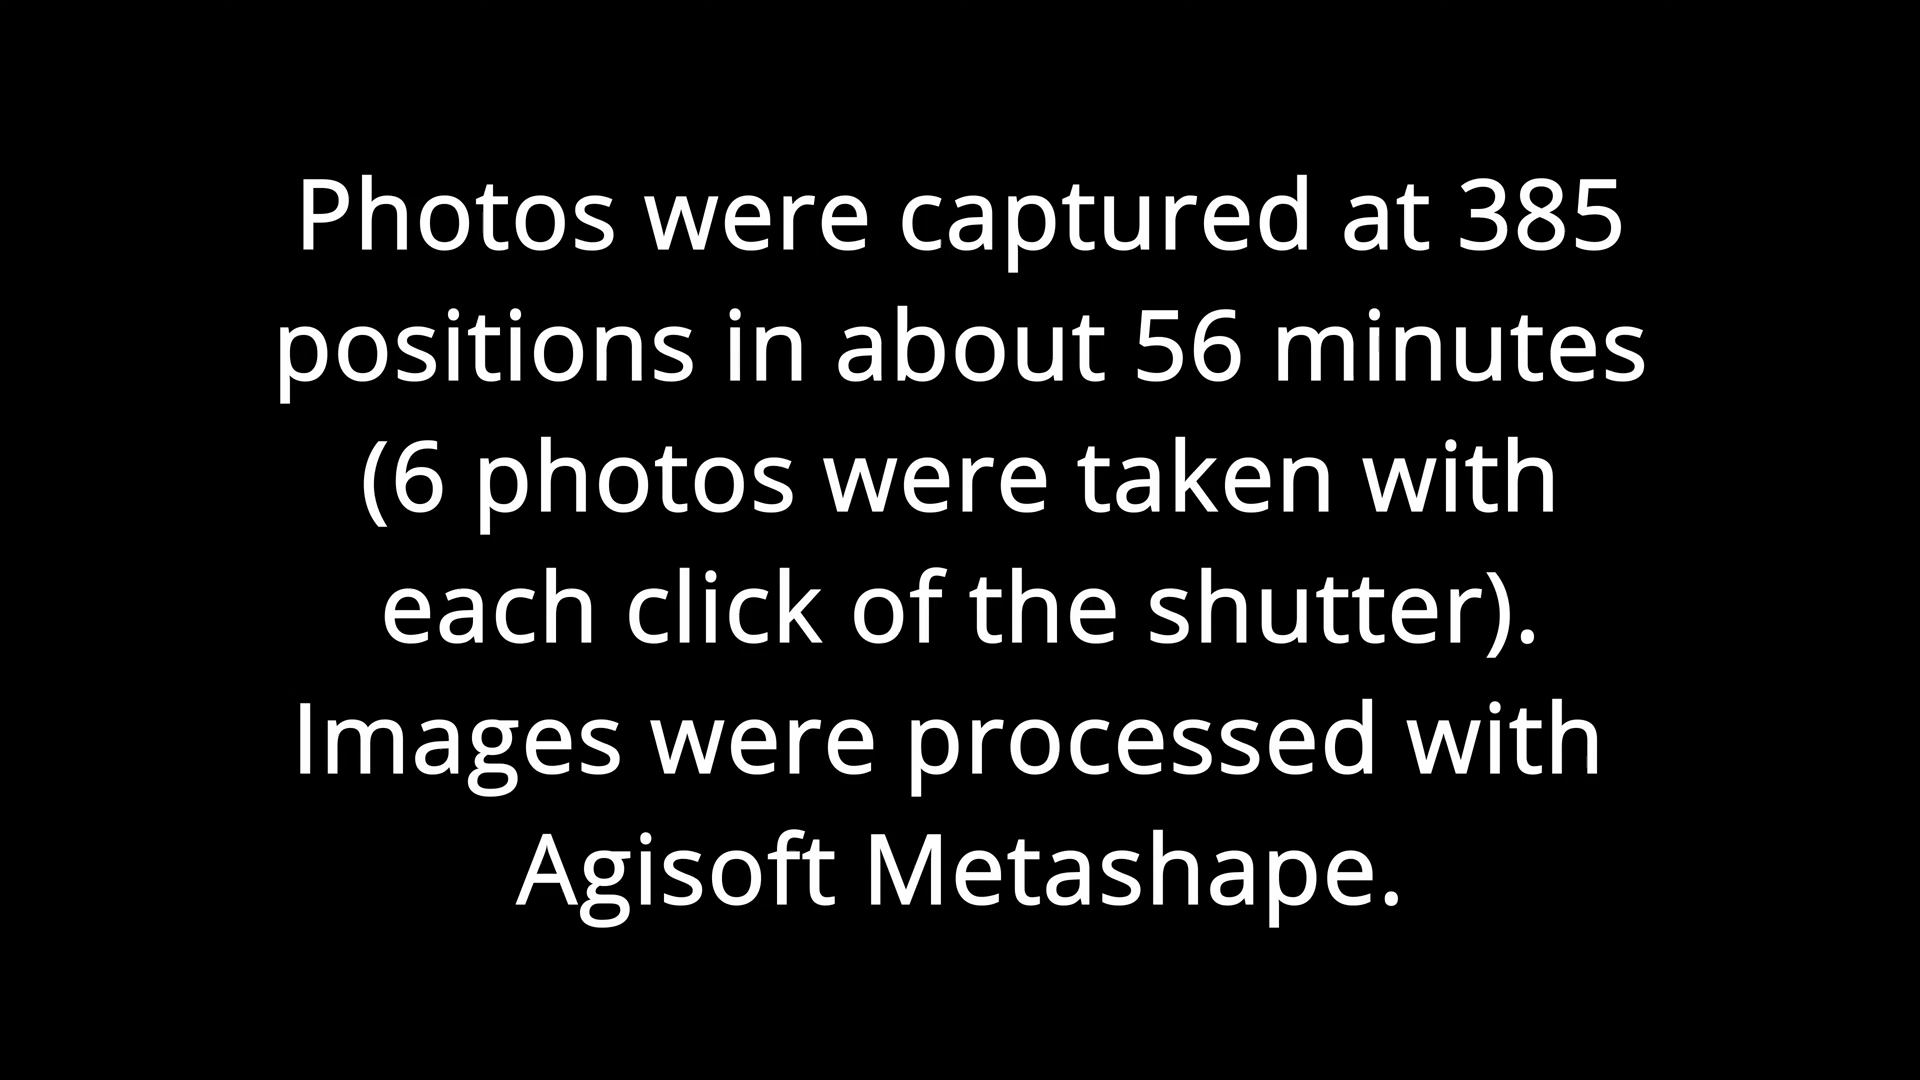 Photos were captured at 385
positions in about 56 minutes
(6 photos were taken with
each click of the shutter).
Images were processed with
Agisoft Metashape.